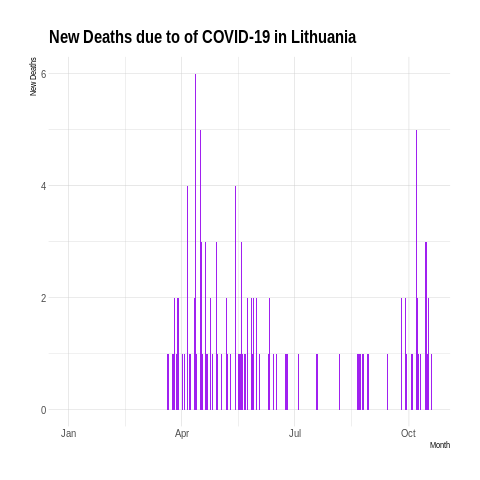 New Deaths due to of COVID-19 in Lithuania
New Deaths
6
4
2
0
Jan Apr Jul Oct
Month